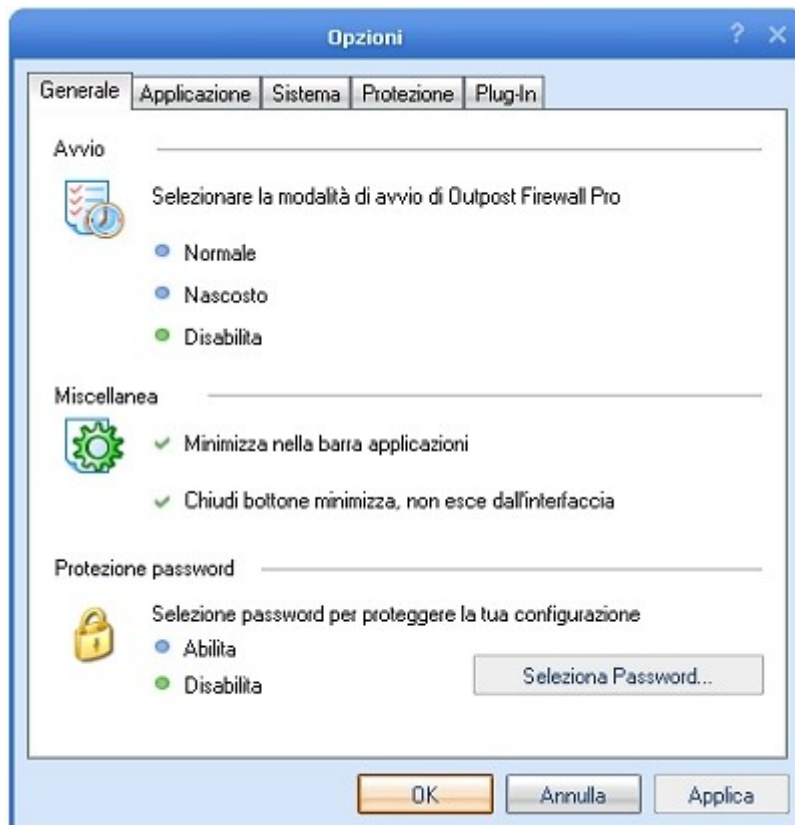 Opzioni
Generale Applicazione Sistema Protezione Plug-In
Avvio
Selezionare la modalità di avvio di Outpost Firewall Pro
Normale
Nascosto
Disabilita
Miscellanea
Minimizza nella barra applicazioni
Chiudi bottone minimizza, non esce dall'interfaccia
Protezione password
Selezione password per proteggere la tua configurazione
Abilita
Disabilita
Seleziona Password...
OK Annulla Applica